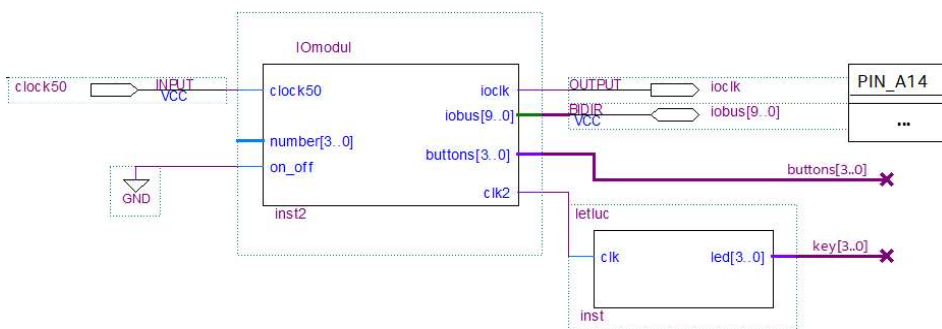 IOmodul
clock50 INPUT VCC clock50 ioclk OUTPUT ioclk PIN_A14
iobus[9..0] BIDIR VCC iobus[9..0] ...
number[3..0]
buttons[3..0] buttons[3..0]
on_off
GND
clk2
inst2
letluc
clk led[3..0] key[3..0]
inst